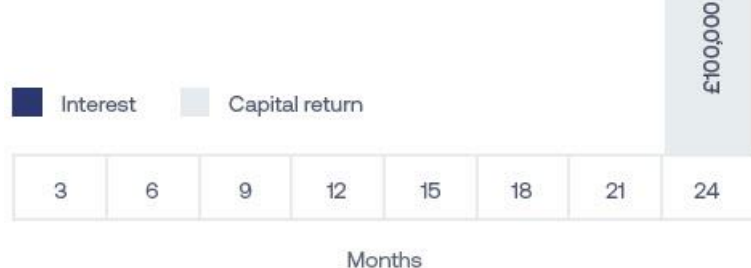 £100,000
Interest
Capital return
3 6 9 12 15 18 21 24
Months